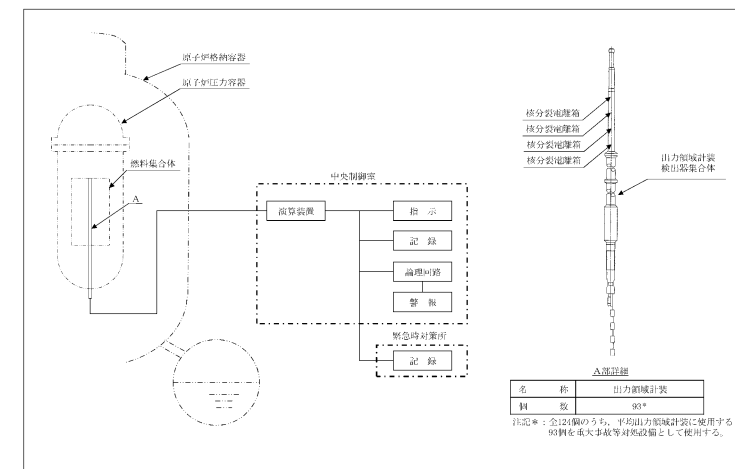 原子炉格納容器
原子炉圧力容器
燃料集合体
A
中央制御室
演算装置
指 示
記 録
論理回路
警 報
緊急時対策所
記 録
核分裂電離箱
核分裂電離箱
核分裂電離箱
核分裂電離箱
出力領域計装
検出器集合体
A部詳細
名 称 出力領域計装
個 数 93*
注記*:全124個のうち,平均出力領域計装に使用する
93個を重大事故等対処設備として使用する。